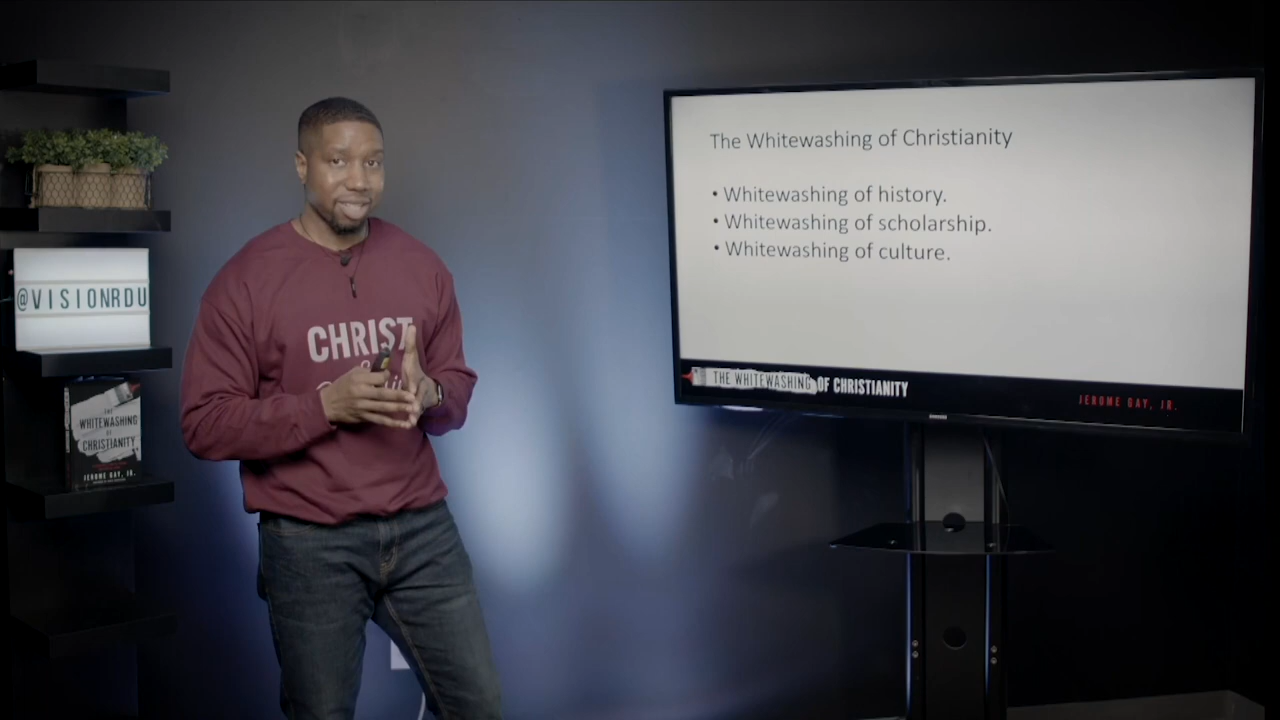 @VISIONRDU
THE
WHITEWASHING
OF
CHRISTIANITY
JEROME GAY, JR.
CHRIST
The Whitewashing of Christianity
• Whitewashing of history.
• Whitewashing of scholarship.
• Whitewashing of culture.
THE WHITEWASHING OF CHRISTIANITY
JEROME GAY, JR.